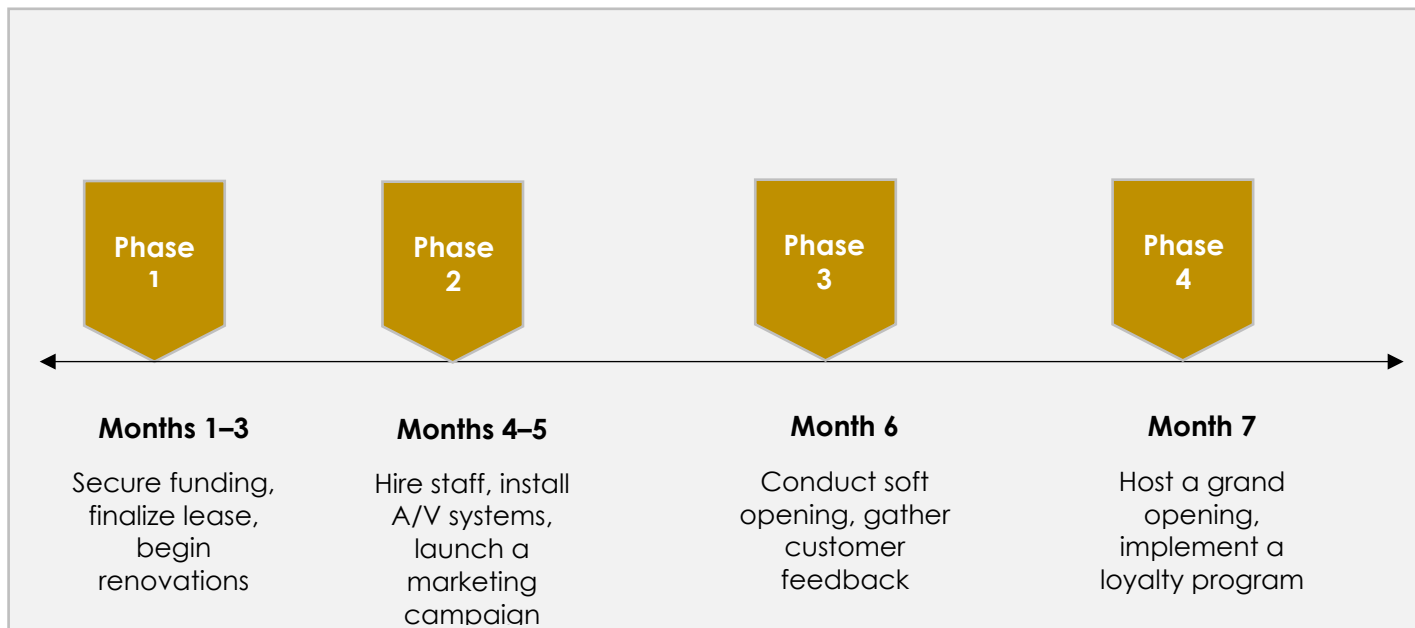 Phase
1
Phase
2
Phase
3
Phase
4
Months 1–3
Secure funding,
finalize lease,
begin
renovations
Months 4–5
Hire staff, install
A/V systems,
launch a
marketing
campaign
Month 6
Conduct soft
opening, gather
customer
feedback
Month 7
Host a grand
opening,
implement a
loyalty program